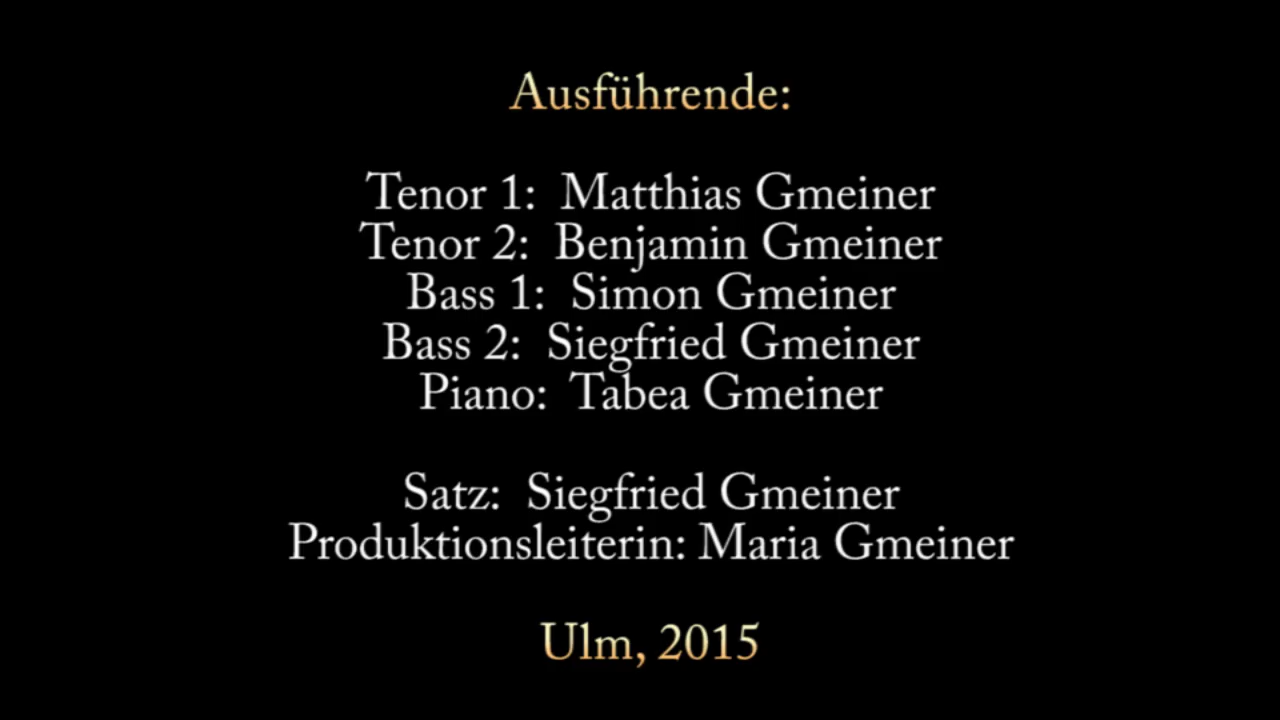 Ausführende:
Tenor 1: Matthias Gmeiner
Tenor 2: Benjamin Gmeiner
Bass 1: Simon Gmeiner
Bass 2: Siegfried Gmeiner
Piano: Tabea Gmeiner
Satz: Siegfried Gmeiner
Produktionsleiterin: Maria Gmeiner
Ulm, 2015